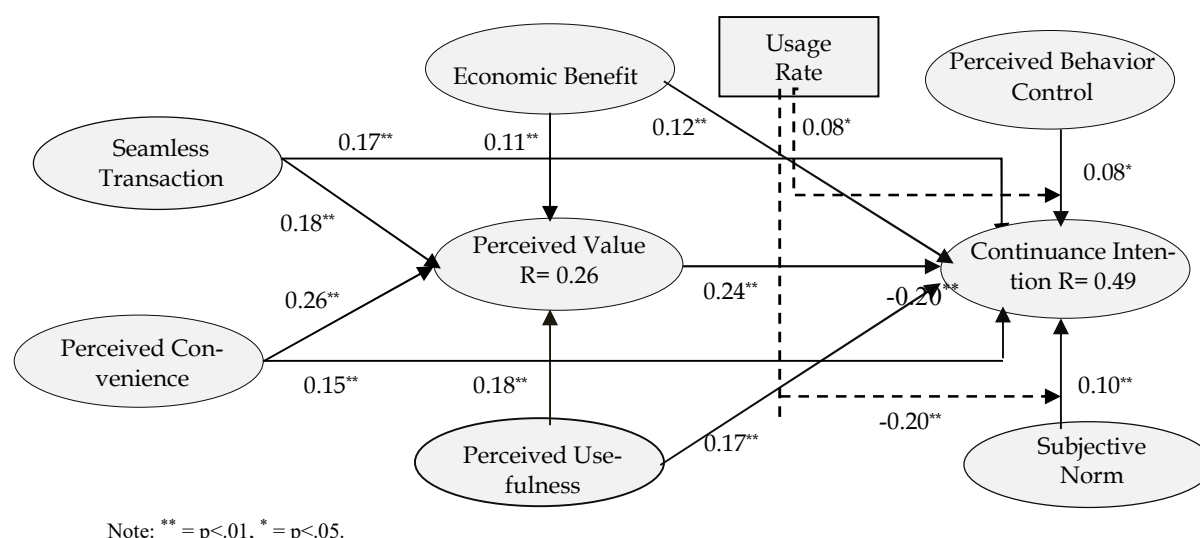 Usage
Rate
Economic Benefit
Perceived Behavior
Control
0.12**
0.08*
0.17**
0.11**
Seamless
Transaction
0.08*
0.18**
Perceived Value
R= 0.26
Continuance Inten-
tion R= 0.49
0.24**
-0.20**
0.26**
Perceived Con-
venience
0.15**
0.18**
0.10**
-0.20**
0.17**
Perceived Use-
fulness
Subjective
Norm
Note: ** = p<.01, * = p<.05.